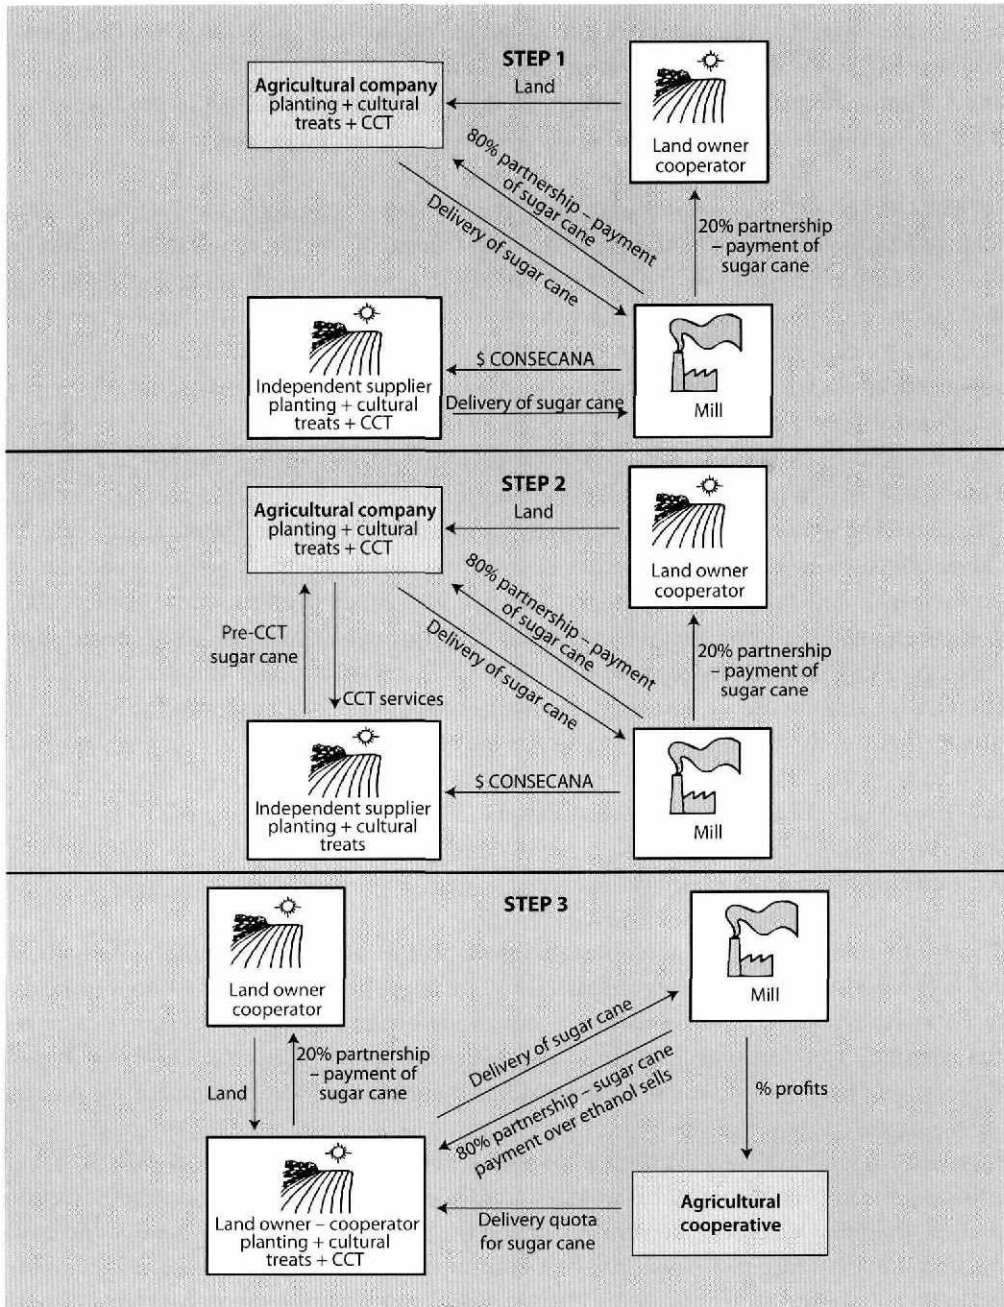 STEP 1
Land
Agricultural company
planting + cultural
treats + CCT
Land owner
cooperator
80% partnership – payment
of sugar cane
Delivery of sugar cane
20% partnership
– payment of
sugar cane
$ CONSECANA
Independent supplier
planting + cultural
treats + CCT
Delivery of sugar cane
Mill
STEP 2
Land
Agricultural company
planting + cultural
treats + CCT
Land owner
cooperator
80% partnership – payment
of sugar cane
Delivery of sugar cane
Pre-CCT
sugar cane
CCT services
20% partnership
– payment of
sugar cane
$ CONSECANA
Independent supplier
planting + cultural
treats
Mill
STEP 3
Land owner
cooperator
Mill
Land
20% partnership
– payment of
sugar cane
Delivery of sugar cane
80% partnership – sugar cane
payment over ethanol sells
% profits
Land owner – cooperator
planting + cultural
treats + CCT
Delivery quota
for sugar cane
Agricultural
cooperative